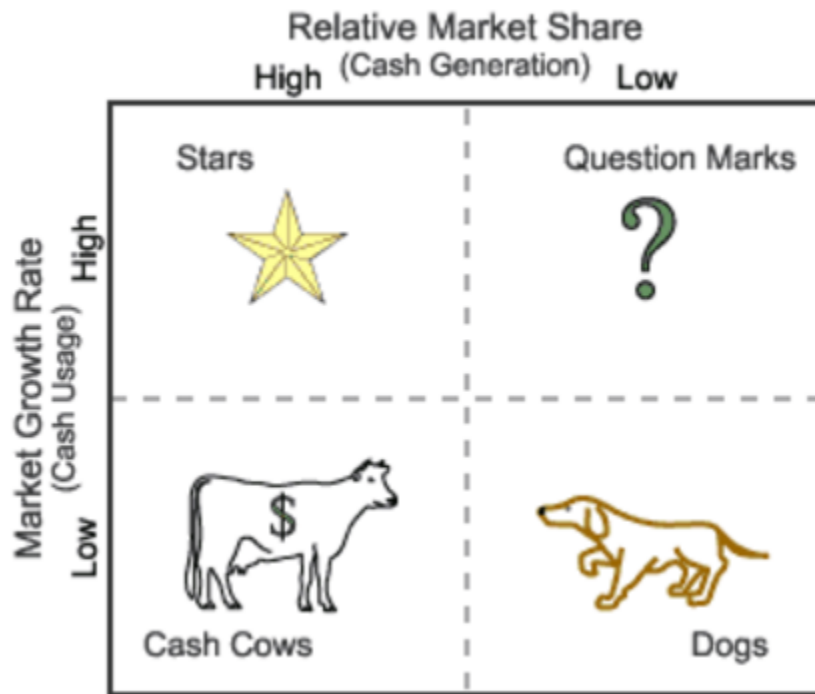 Relative Market Share
(Cash Generation)
High
Low
Stars
Question Marks
?
Market Growth Rate
(Cash Usage)
High
Low
$
Cash Cows
Dogs